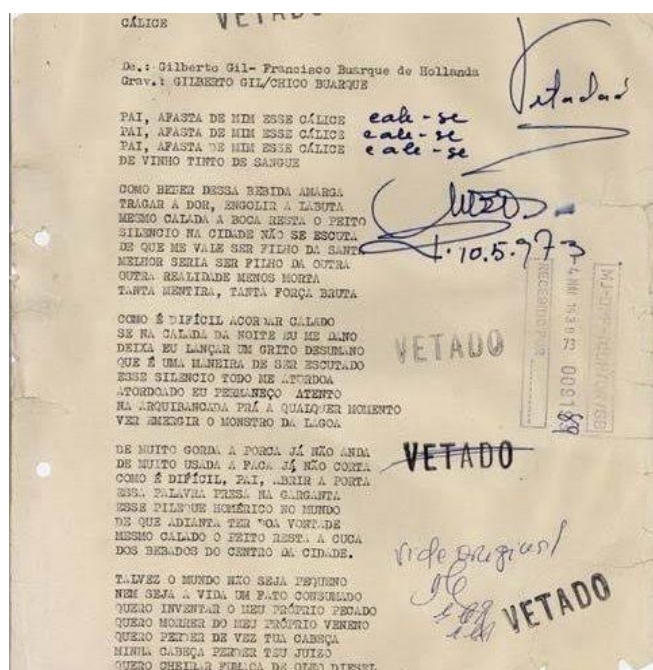 CÁLICE
VETADO
De.: Gilberto Gil- Francisco Buarque de Hollanda
Grav.: GILBERTO GIL/CHICO BUARQUE
Vetado
PAI, AFASTA DE MIM ESSE CÁLICE cale-se
PAI, AFASTA DE MIM ESSE CÁLICE cale-se
PAI, AFASTA DE MIM ESSE CÁLICE cale-se
DE VINHO TINTO DE SANGUE
COMO BEBER DESSA BEBIDA AMARGA
TRAGAR A DOR, ENGOLIR A LABUTA
MESMO CALADA A BOCA RESTA O PEITO
SILENCIO NA CIDADE NÃO SE ESCUTA
DE QUE ME VALE SER FILHO DA SANTA
MELHOR SERIA SER FILHO DA OUTRA
OUTRA REALIDADE MENOS MORTA
TANTA MENTIRA, TANTA FORÇA BRUTA
10.5.973
COMO É DIFÍCIL ACORDAR CALADO
SE NA CALADA DA NOITE EU ME DANO
DEIXA EU LANÇAR UM GRITO DESUMANO
QUE É UMA MANEIRA DE SER ESCUTADO
ESSE SILENCIO TODO ME ATORDOA
ATORDOADO EU PERMANEÇO ATENTO
NA ARQUIBANCADA PRÁ A QUALQUER MOMENTO
VER EMERGIR O MONSTRO DA LAGOA
VETADO
DE MUITO GORDA A PORCA JÁ NÃO ANDA
DE MUITO USADA A FACA JÁ NÃO CORTA
COMO É DIFÍCIL, PAI, ABRIR A PORTA
ESSA PALAVRA PRESA NA GARGANTA
ESSE PILEQUE HOMÉRICO NO MUNDO
DE QUE ADIANTA TER BOA VONTADE
MESMO CALADO O PEITO RESTA A CUCA
DOS BEBADOS DO CENTRO DA CIDADE.
VETADO
vide original
VETADO
TALVEZ O MUNDO NÃO SEJA PEQUENO
NEM SEJA A VIDA UM FATO CONSUMADO
QUERO INVENTAR O MEU PRÓPRIO PECADO
QUERO MORRER DO MEU PRÓPRIO VENENO
QUERO PERDER DE VEZ TUA CABEÇA
MINHA CABEÇA PERDER TEU JUIZO
QUERO CHEIRAR FUMAÇA DE OLEO DIESEL